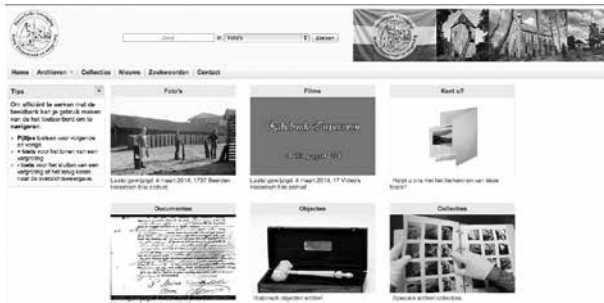 in Foto's Zoeken
Home Archieven Collecties Nieuws Zoekwoorden Contact
Tips
Om efficiënt te werken met de
beeldbank kan je gebruik maken
van de het toetsenbord om te
navigeren.
Pijltjes toetsen voor volgende
en vorige
+ toets voor het tonen van een
vergroting
- toets voor het sluiten van een
vergroting of het terug keren
naar de overzichtsweergave.
Foto's
Laatst gewijzigd: 4 maart 2014, 1737 Beelden
Historisch foto archief
Films
Laatst gewijzigd: 4 maart 2014, 17 Video's
Historisch film archief
Kent u?
Helpt u ons met het herkennen van deze
foto's?
Documenten
Objecten
Historisch objecten archief.
Collecties
Speciale archief collecties.